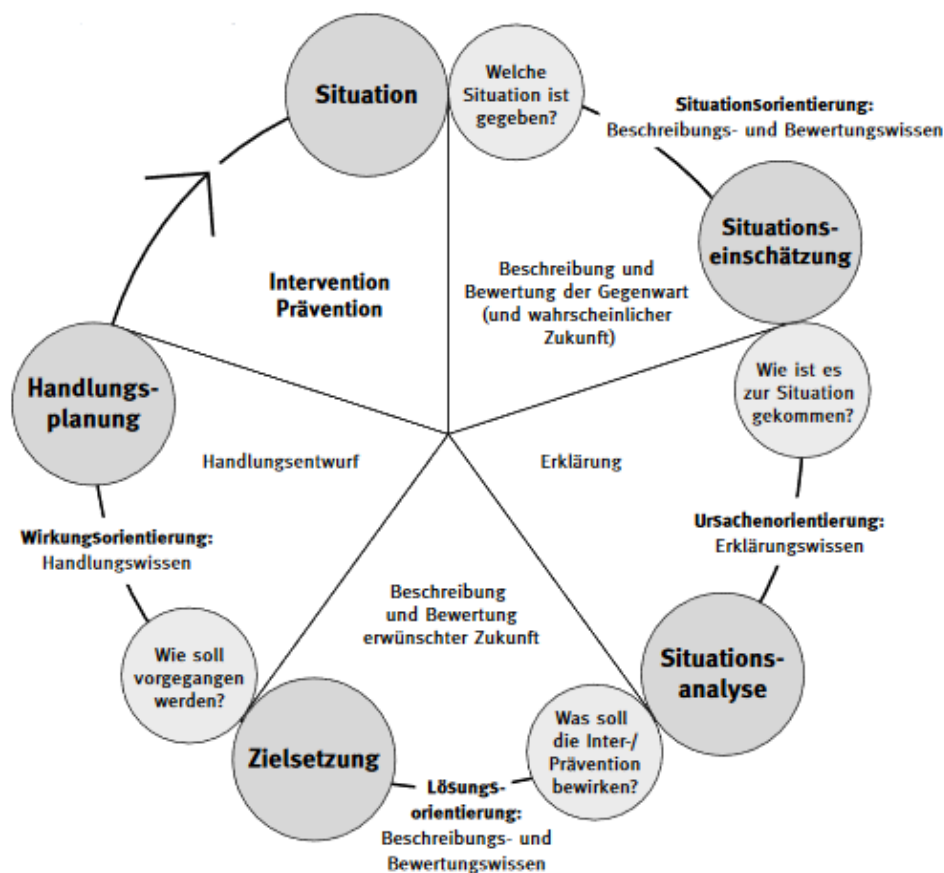 Situation
Welche
Situation ist
gegeben?
Situationsorientierung:
Beschreibungs- und Bewertungswissen
Situations-
einschätzung
Beschreibung und
Bewertung der Gegenwart
(und wahrscheinlicher
Zukunft)
Wie ist es
zur Situation
gekommen?
Erklärung
Ursachenorientierung:
Erklärungswissen
Situations-
analyse
Was soll
die Inter-/
Prävention
bewirken?
Beschreibung
und Bewertung
erwünschter Zukunft
Lösungs-
orientierung:
Beschreibungs- und
Bewertungswissen
Zielsetzung
Wie soll
vorgegangen
werden?
Wirkungsorientierung:
Handlungswissen
Handlungsentwurf
Handlungs-
planung
Intervention
Prävention